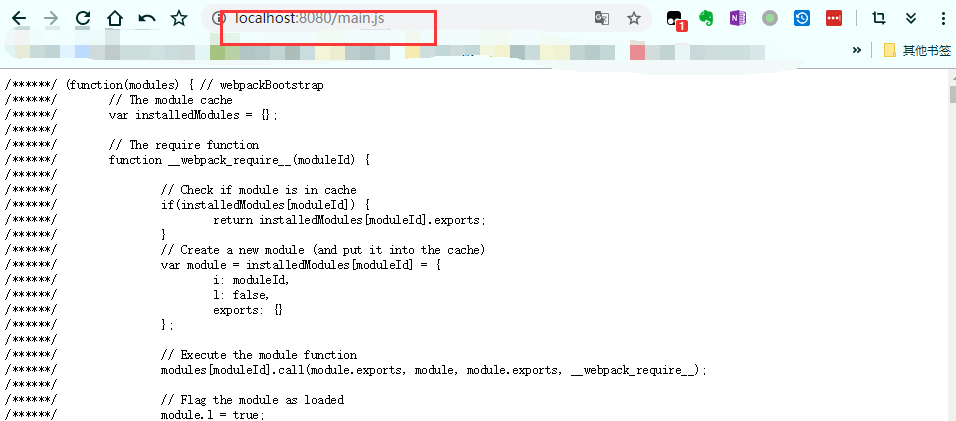 localhost:8080/main.js
1
» 其他书签
/******/ (function(modules) { // webpackBootstrap
/******/ 	// The module cache
/******/ 	var installedModules = {};
/******/
/******/ 	// The require function
/******/ 	function __webpack_require__(moduleId) {
/******/
/******/ 		// Check if module is in cache
/******/ 		if(installedModules[moduleId]) {
/******/ 			return installedModules[moduleId].exports;
/******/ 		}
/******/ 		// Create a new module (and put it into the cache)
/******/ 		var module = installedModules[moduleId] = {
/******/ 			i: moduleId,
/******/ 			l: false,
/******/ 			exports: {}
/******/ 		};
/******/
/******/ 		// Execute the module function
/******/ 		modules[moduleId].call(module.exports, module, module.exports, __webpack_require__);
/******/
/******/ 		// Flag the module as loaded
/******/ 		module.l = true;